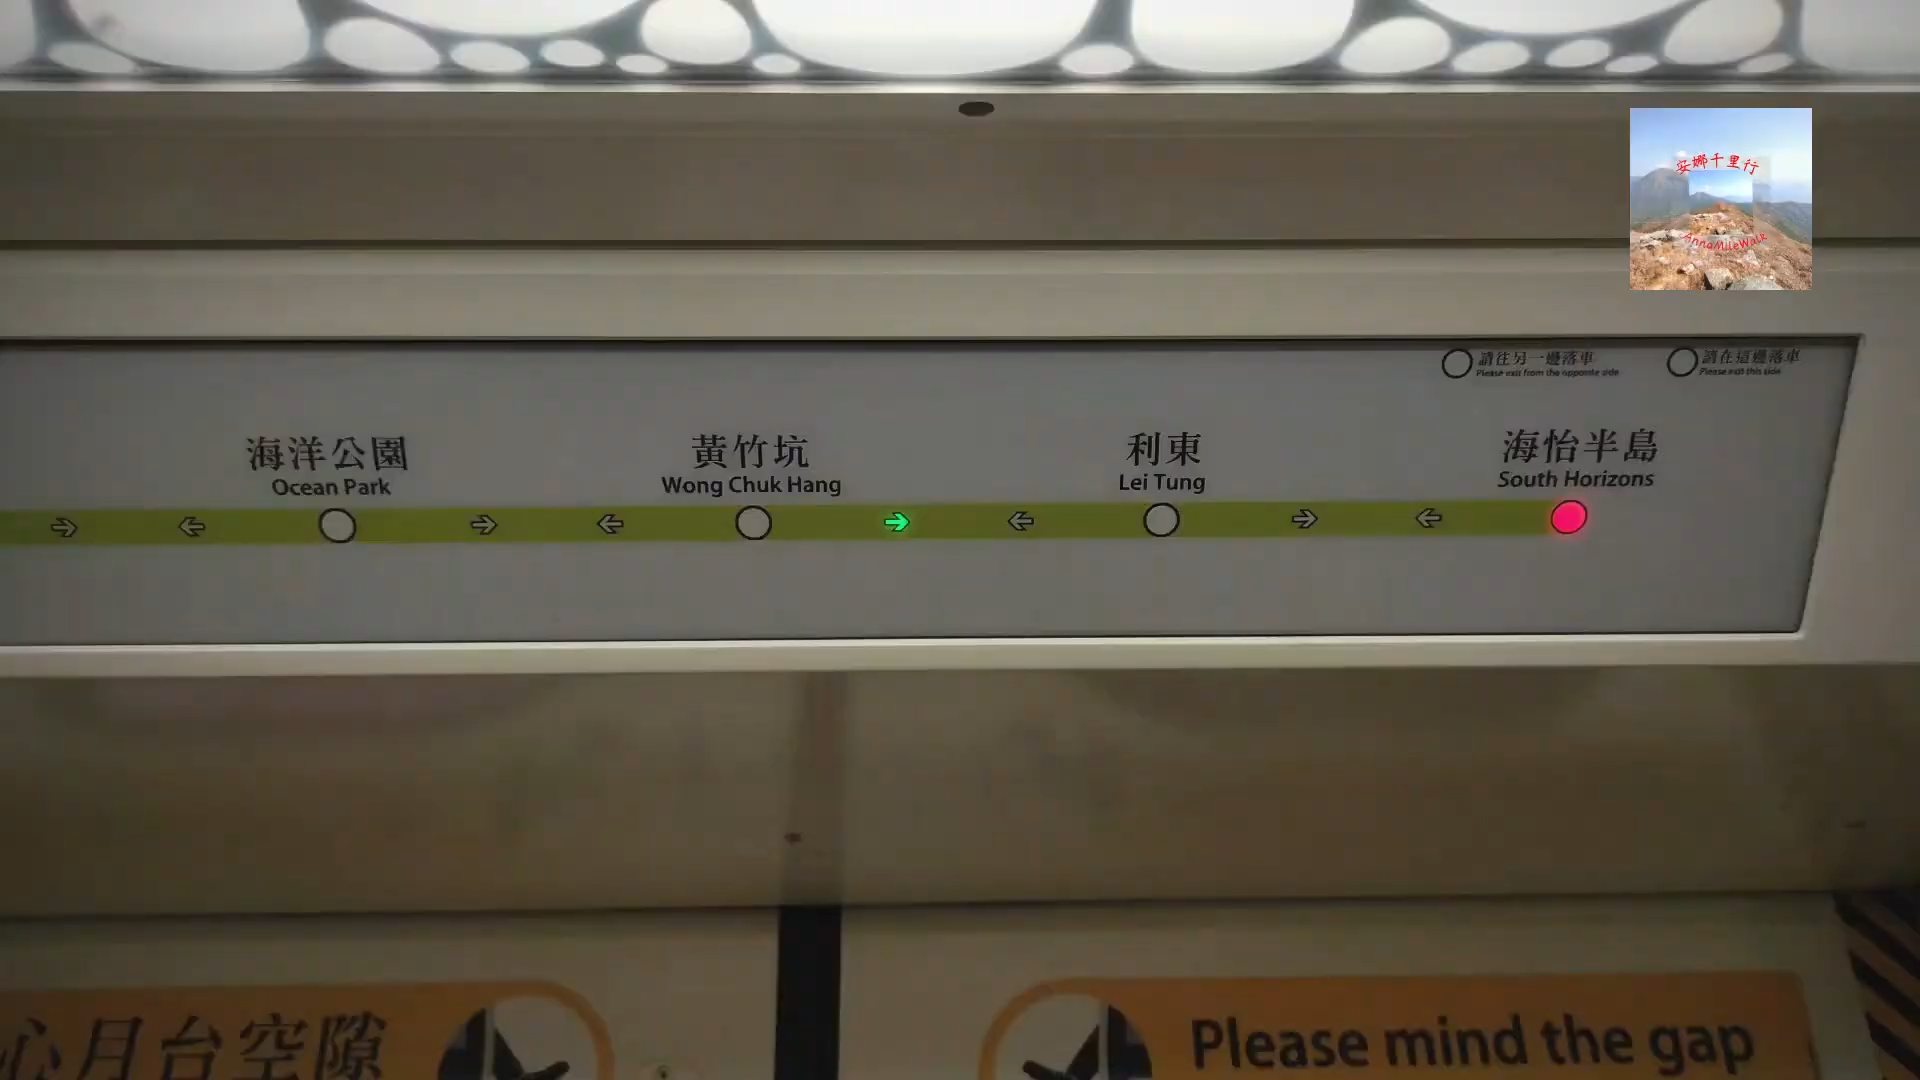 安娜千里行
AnnaMileWalk
請往另一邊落車
Please exit from the opposite side
請在這邊落車
Please exit this side
海洋公園
Ocean Park
黃竹坑
Wong Chuk Hang
利東
Lei Tung
海怡半島
South Horizons
心月台空隙
Please mind the gap